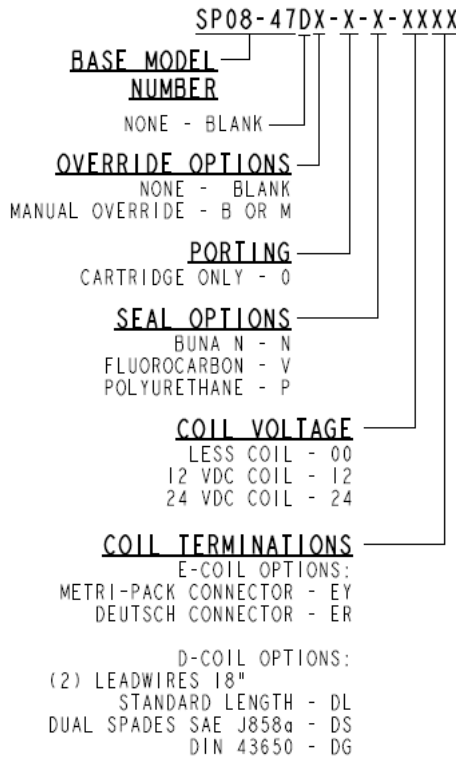 SP08-47DX-X-X-XXXX
BASE MODEL
NUMBER
NONE - BLANK
OVERRIDE OPTIONS
NONE - BLANK
MANUAL OVERRIDE - B OR M
PORTING
CARTRIDGE ONLY - 0
SEAL OPTIONS
BUNA N - N
FLUOROCARBON - V
POLYURETHANE - P
COIL VOLTAGE
LESS COIL - 00
12 VDC COIL - 12
24 VDC COIL - 24
COIL TERMINATIONS
E-COIL OPTIONS:
METRI-PACK CONNECTOR - EY
DEUTSCH CONNECTOR - ER
D-COIL OPTIONS:
(2) LEADWIRES 18"
STANDARD LENGTH - DL
DUAL SPADES SAE J858a - DS
DIN 43650 - DG